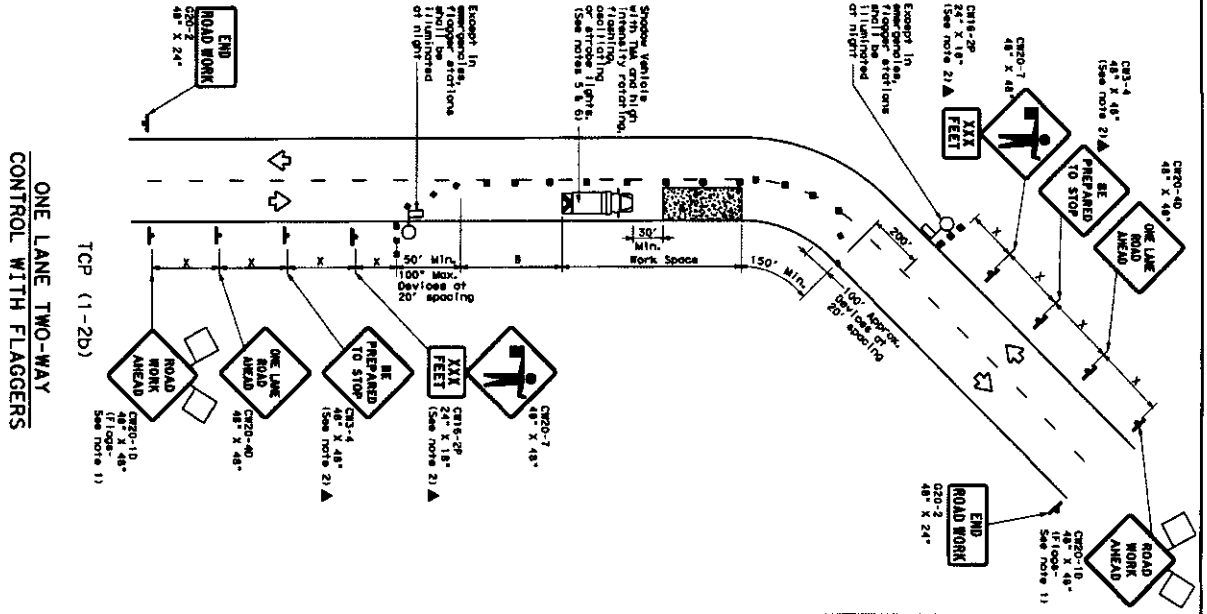 CW20-4D
48" X 48"
ONE LANE
ROAD
AHEAD
CW3-4
48" X 48"
(See note 2)▲
BE
PREPARED
TO STOP
CW20-7
48" X 48"
CW16-2P
24" X 18"
(See note 2)▲
XXX
FEET
Except in
emergencies,
flagger stations
shall be
illuminated
at night
Shadow Vehicle
with TMA and high
intensity rotating,
flashing,
oscillating
or strobe lights.
(See notes 5 & 6)
Except in
emergencies,
flagger stations
shall be
illuminated
at night
END
ROAD WORK
G20-2
48" X 24"
X
X
X
200'
100' Approx.
Devices at
20' spacing
150' Min.
30'
Min.
Work Space
B
50' Min.
100' Max.
Devices at
20' spacing
X
X
X
X
ROAD
WORK
AHEAD
CW20-1D
48" X 48"
(Flags-
See note 1)
END
ROAD WORK
G20-2
48" X 24"
CW20-7
48" X 48"
XXX
FEET
CW16-2P
24" X 18"
(See note 2)▲
BE
PREPARED
TO STOP
CW3-4
48" X 48"
(See note 2)▲
ONE LANE
ROAD
AHEAD
CW20-4D
48" X 48"
ROAD
WORK
AHEAD
CW20-1D
48" X 48"
(Flags-
See note 1)
TCP (1-2b)
ONE LANE TWO-WAY
CONTROL WITH FLAGGERS